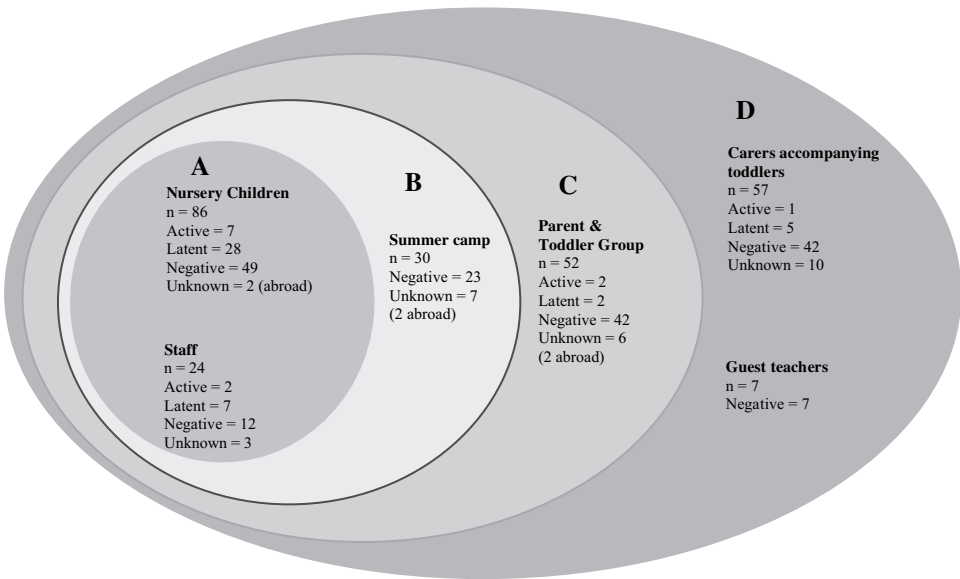 A
Nursery Children
n = 86
Active = 7
Latent = 28
Negative = 49
Unknown = 2 (abroad)
Staff
n = 24
Active = 2
Latent = 7
Negative = 12
Unknown = 3
B
Summer camp
n = 30
Negative = 23
Unknown = 7
(2 abroad)
C
Parent &
Toddler Group
n = 52
Active = 2
Latent = 2
Negative = 42
Unknown = 6
(2 abroad)
D
Carers accompanying
toddlers
n = 57
Active = 1
Latent = 5
Negative = 42
Unknown = 10
Guest teachers
n = 7
Negative = 7